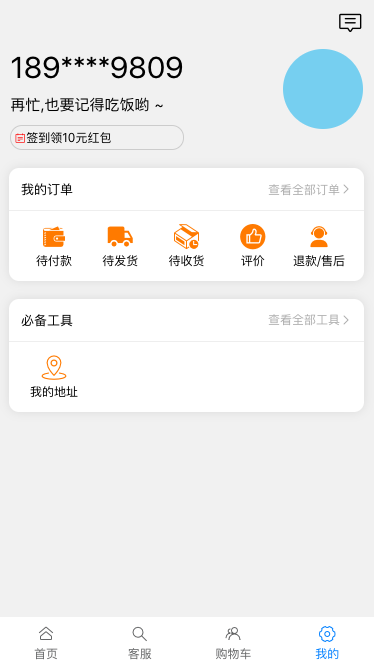 189****9809
再忙,也要记得吃饭哟 ~
签到领10元红包
我的订单 查看全部订单
待付款 待发货 待收货 评价 退款/售后
必备工具 查看全部工具
我的地址
首页 客服 购物车 我的